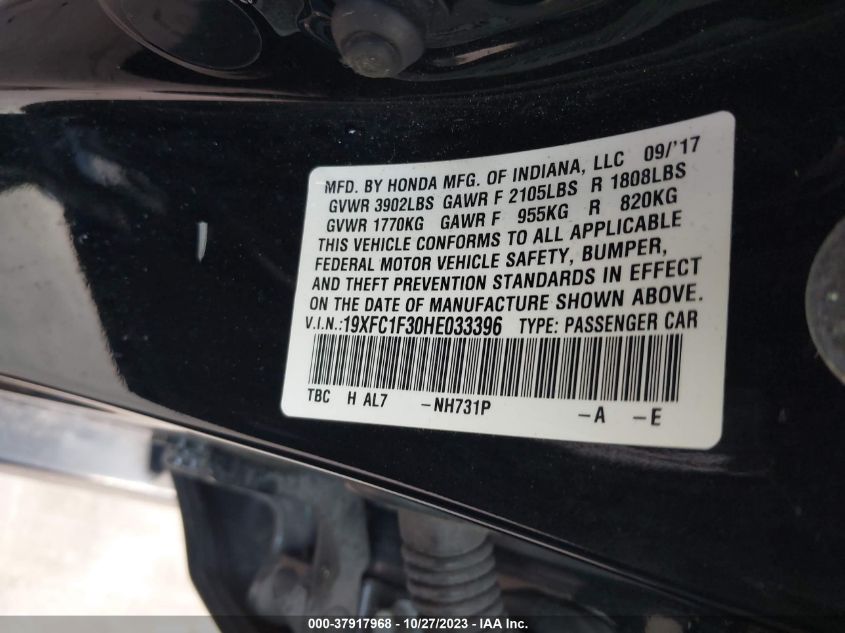 MFD. BY HONDA MFG. OF INDIANA, LLC 09/'17
GVWR 3902LBS GAWR F 2105LBS R 1808LBS
GVWR 1770KG GAWR F 955KG R 820KG
THIS VEHICLE CONFORMS TO ALL APPLICABLE
FEDERAL MOTOR VEHICLE SAFETY, BUMPER,
AND THEFT PREVENTION STANDARDS IN EFFECT
ON THE DATE OF MANUFACTURE SHOWN ABOVE.
V.I.N.:19XFC1F30HE033396 TYPE: PASSENGER CAR
TBC H AL7 -NH731P -A -E
000-37917968 - 10/27/2023 - IAAI.COM